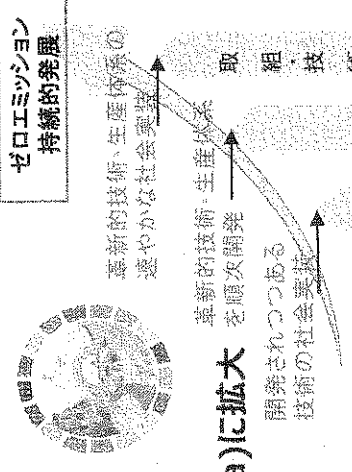 ゼロエミッション
持続的発展
革新的技術・生産体系の
速やかな社会実装
革新的技術・生産体系
を順次開発
開発されつつある
技術の社会実装
a)に拡大
取
組
・
技